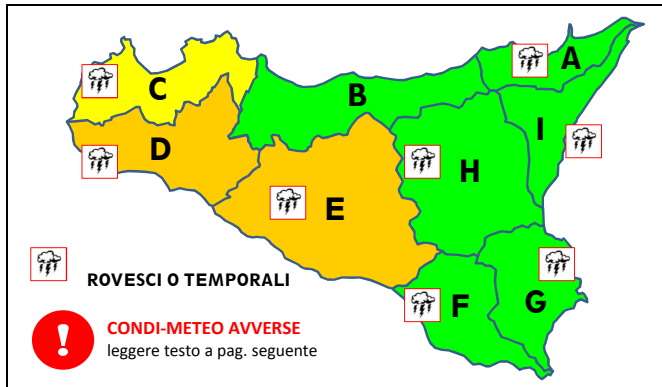 A
C
B
I
D
H
E
F
G
ROVESCI O TEMPORALI
!
CONDI-METEO AVVERSE
leggere testo a pag. seguente